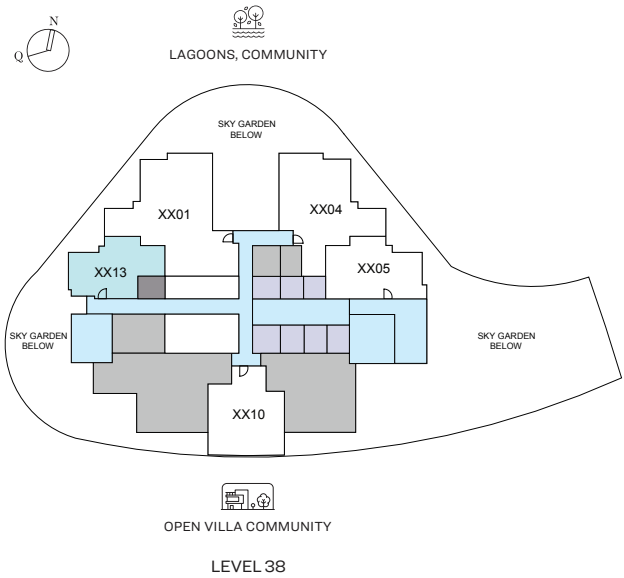 N
Q
LAGOONS, COMMUNITY
SKY GARDEN
BELOW
XX01
XX04
XX13
XX05
SKY GARDEN
BELOW
SKY GARDEN
BELOW
XX10
OPEN VILLA COMMUNITY
LEVEL 38